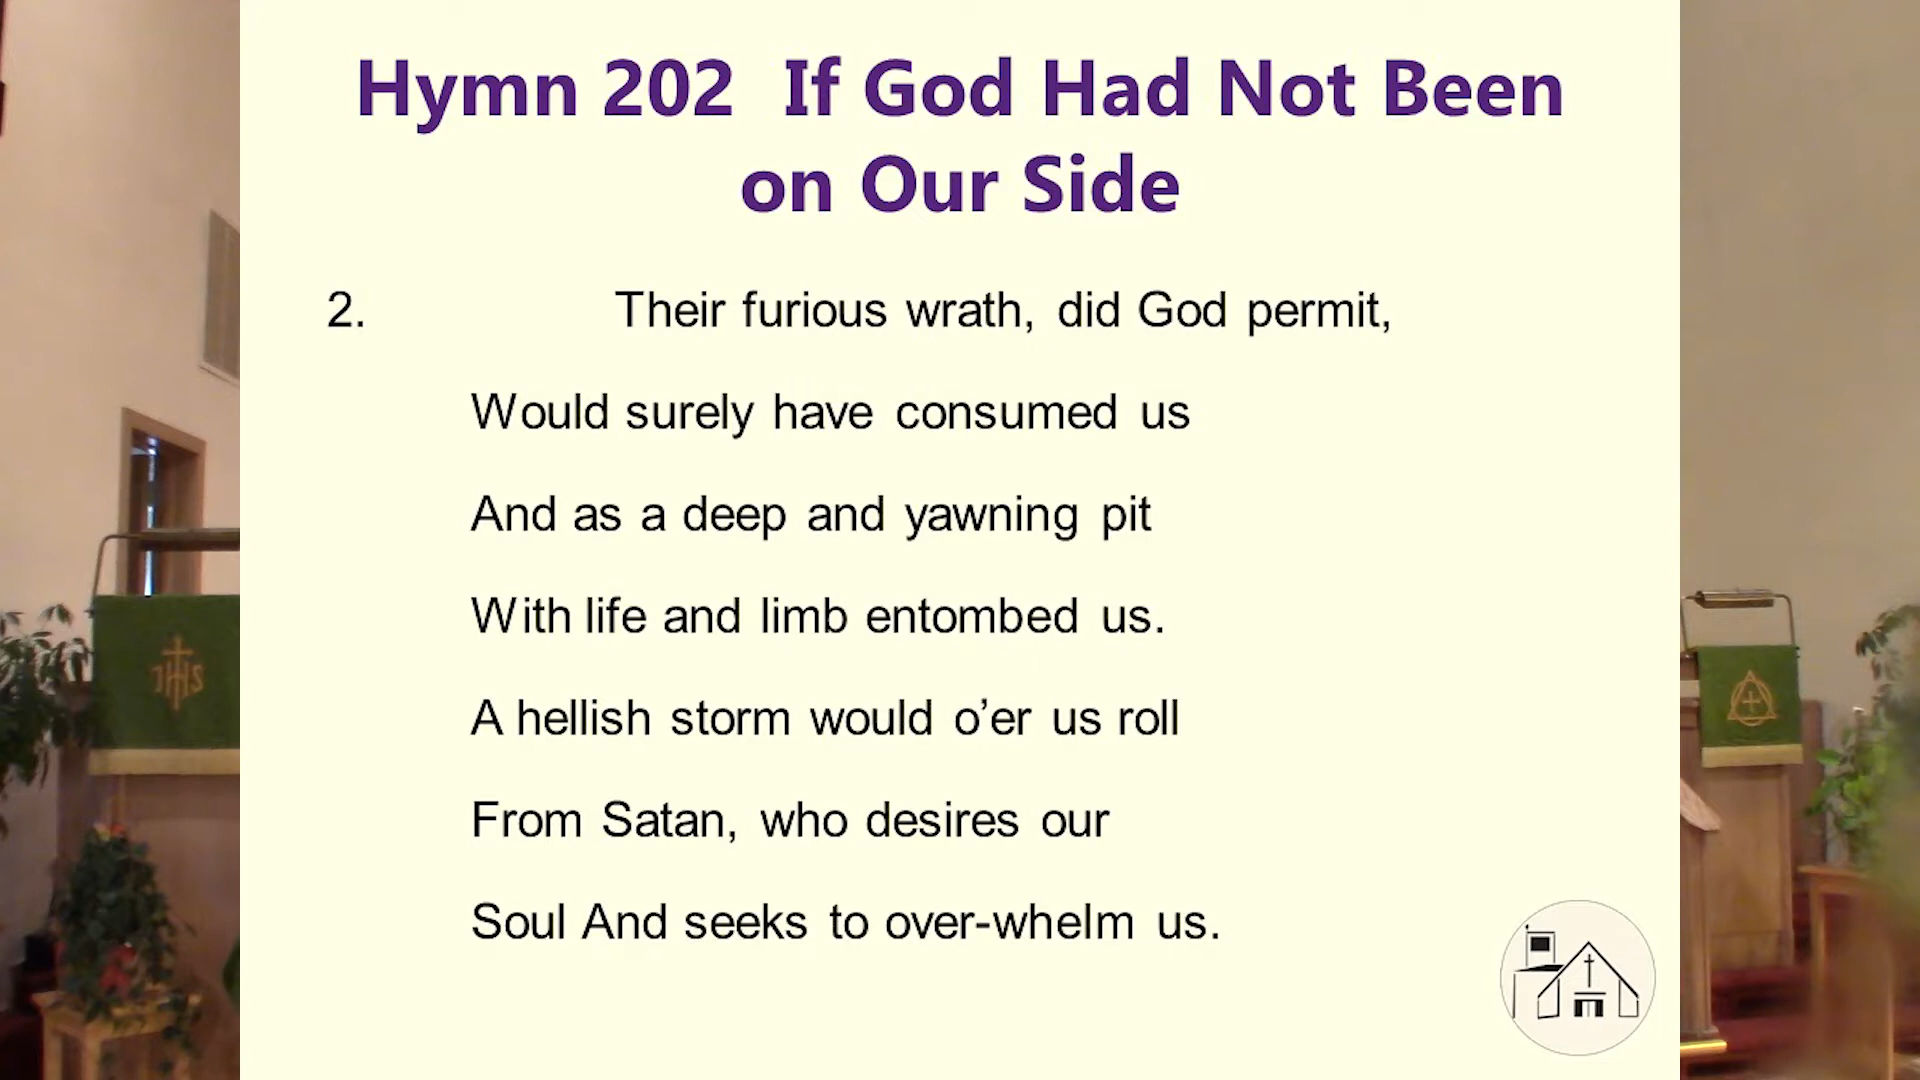 Hymn 202 If God Had Not Been
on Our Side
2. Their furious wrath, did God permit,
Would surely have consumed us
And as a deep and yawning pit
With life and limb entombed us.
A hellish storm would o’er us roll
From Satan, who desires our
Soul And seeks to over-whelm us.
IHS